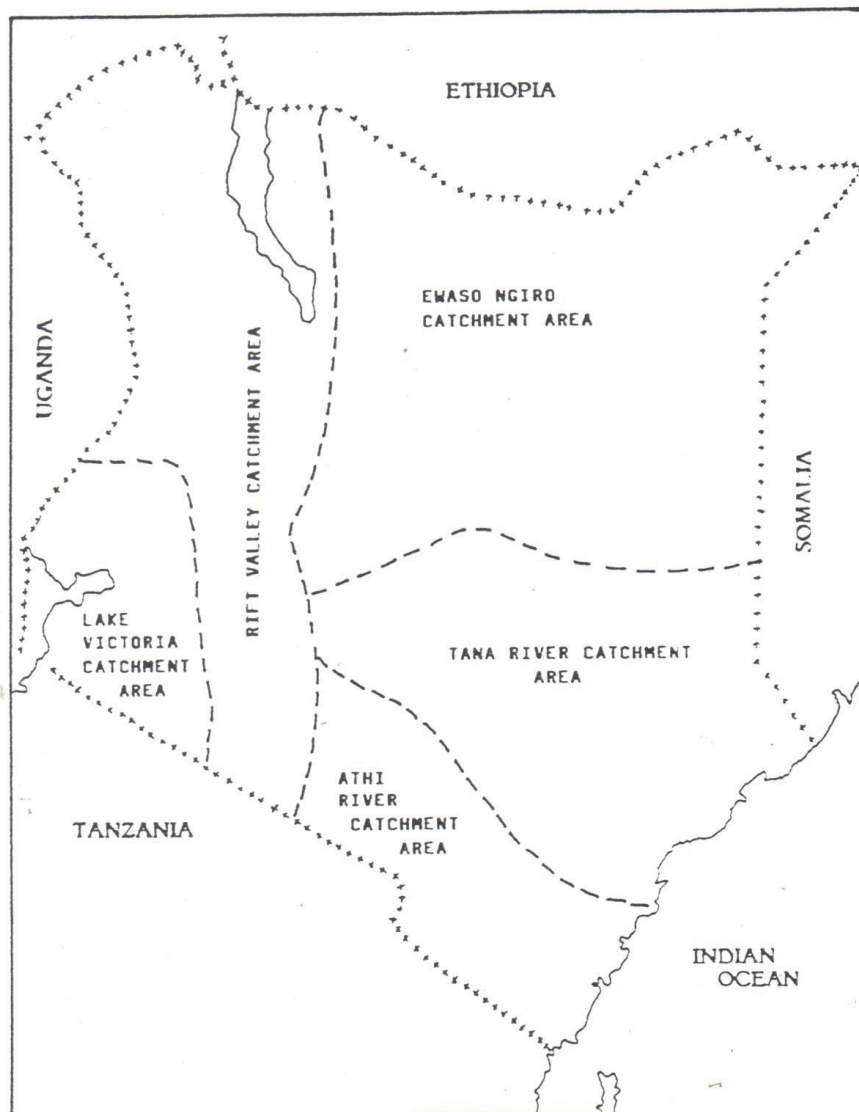 ETHIOPIA
EWASO NGIRO
CATCHMENT AREA
UGANDA
RIFT VALLEY CATCHMENT AREA
SOMALIA
LAKE
VICTORIA
CATCHMENT
AREA
TANA RIVER CATCHMENT
AREA
ATHI
RIVER
CATCHMENT
AREA
TANZANIA
INDIAN
OCEAN